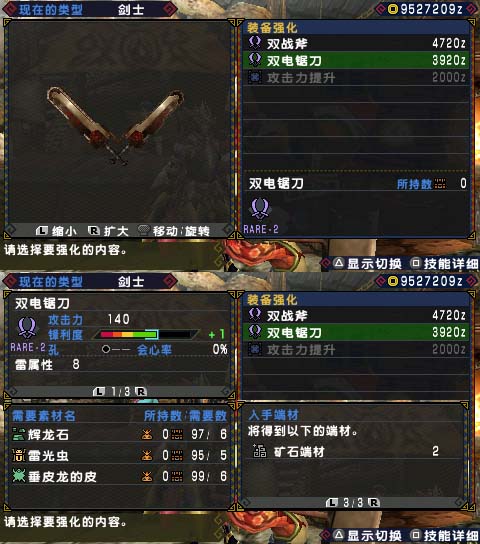 现在的类型 剑士
9527209z
装备强化
双战斧 4720z
双电锯刀 3920z
攻击力提升 2000z
双电锯刀 所持数 0
RARE-2
L 缩小 R 扩大 移动/旋转
请选择要强化的内容。
△显示切换 □技能详细
现在的类型 剑士
9527209z
双电锯刀
攻击力 140
锋利度 +1
RARE-2 孔 ●-- 会心率 0%
雷属性 8
L 1/3 R
装备强化
双战斧 4720z
双电锯刀 3920z
攻击力提升 2000z
需要素材名 所持数/需要数
辉龙石 0 97/ 6
雷光虫 0 95/ 5
垂皮龙的皮 0 99/ 6
入手端材
将得到以下的端材。
矿石端材 2
L 3/3 R
请选择要强化的内容。
△显示切换 □技能详细